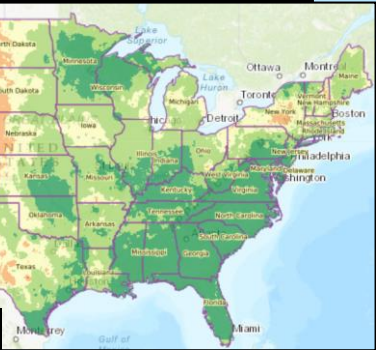 Lake
Superior
North Dakota
Minnesota
Ottawa
Montreal
Maine
Lake
Huron
South Dakota
Wisconsin
Vermont
Toronto
New Hampshire
Michigan
New York
Boston
Massachusetts
Rhode Island
Iowa
Detroit
Nebraska
UNITED
Illinois
Indiana
Ohio
New Jersey
Philadelphia
Maryland
Delaware
Washington
Kansas
Missouri
West Virginia
Virginia
Kentucky
Tennessee
North Carolina
Oklahoma
Arkansas
South Carolina
Mississippi
Georgia
Texas
Louisiana
Florida
Miami
Gulf of